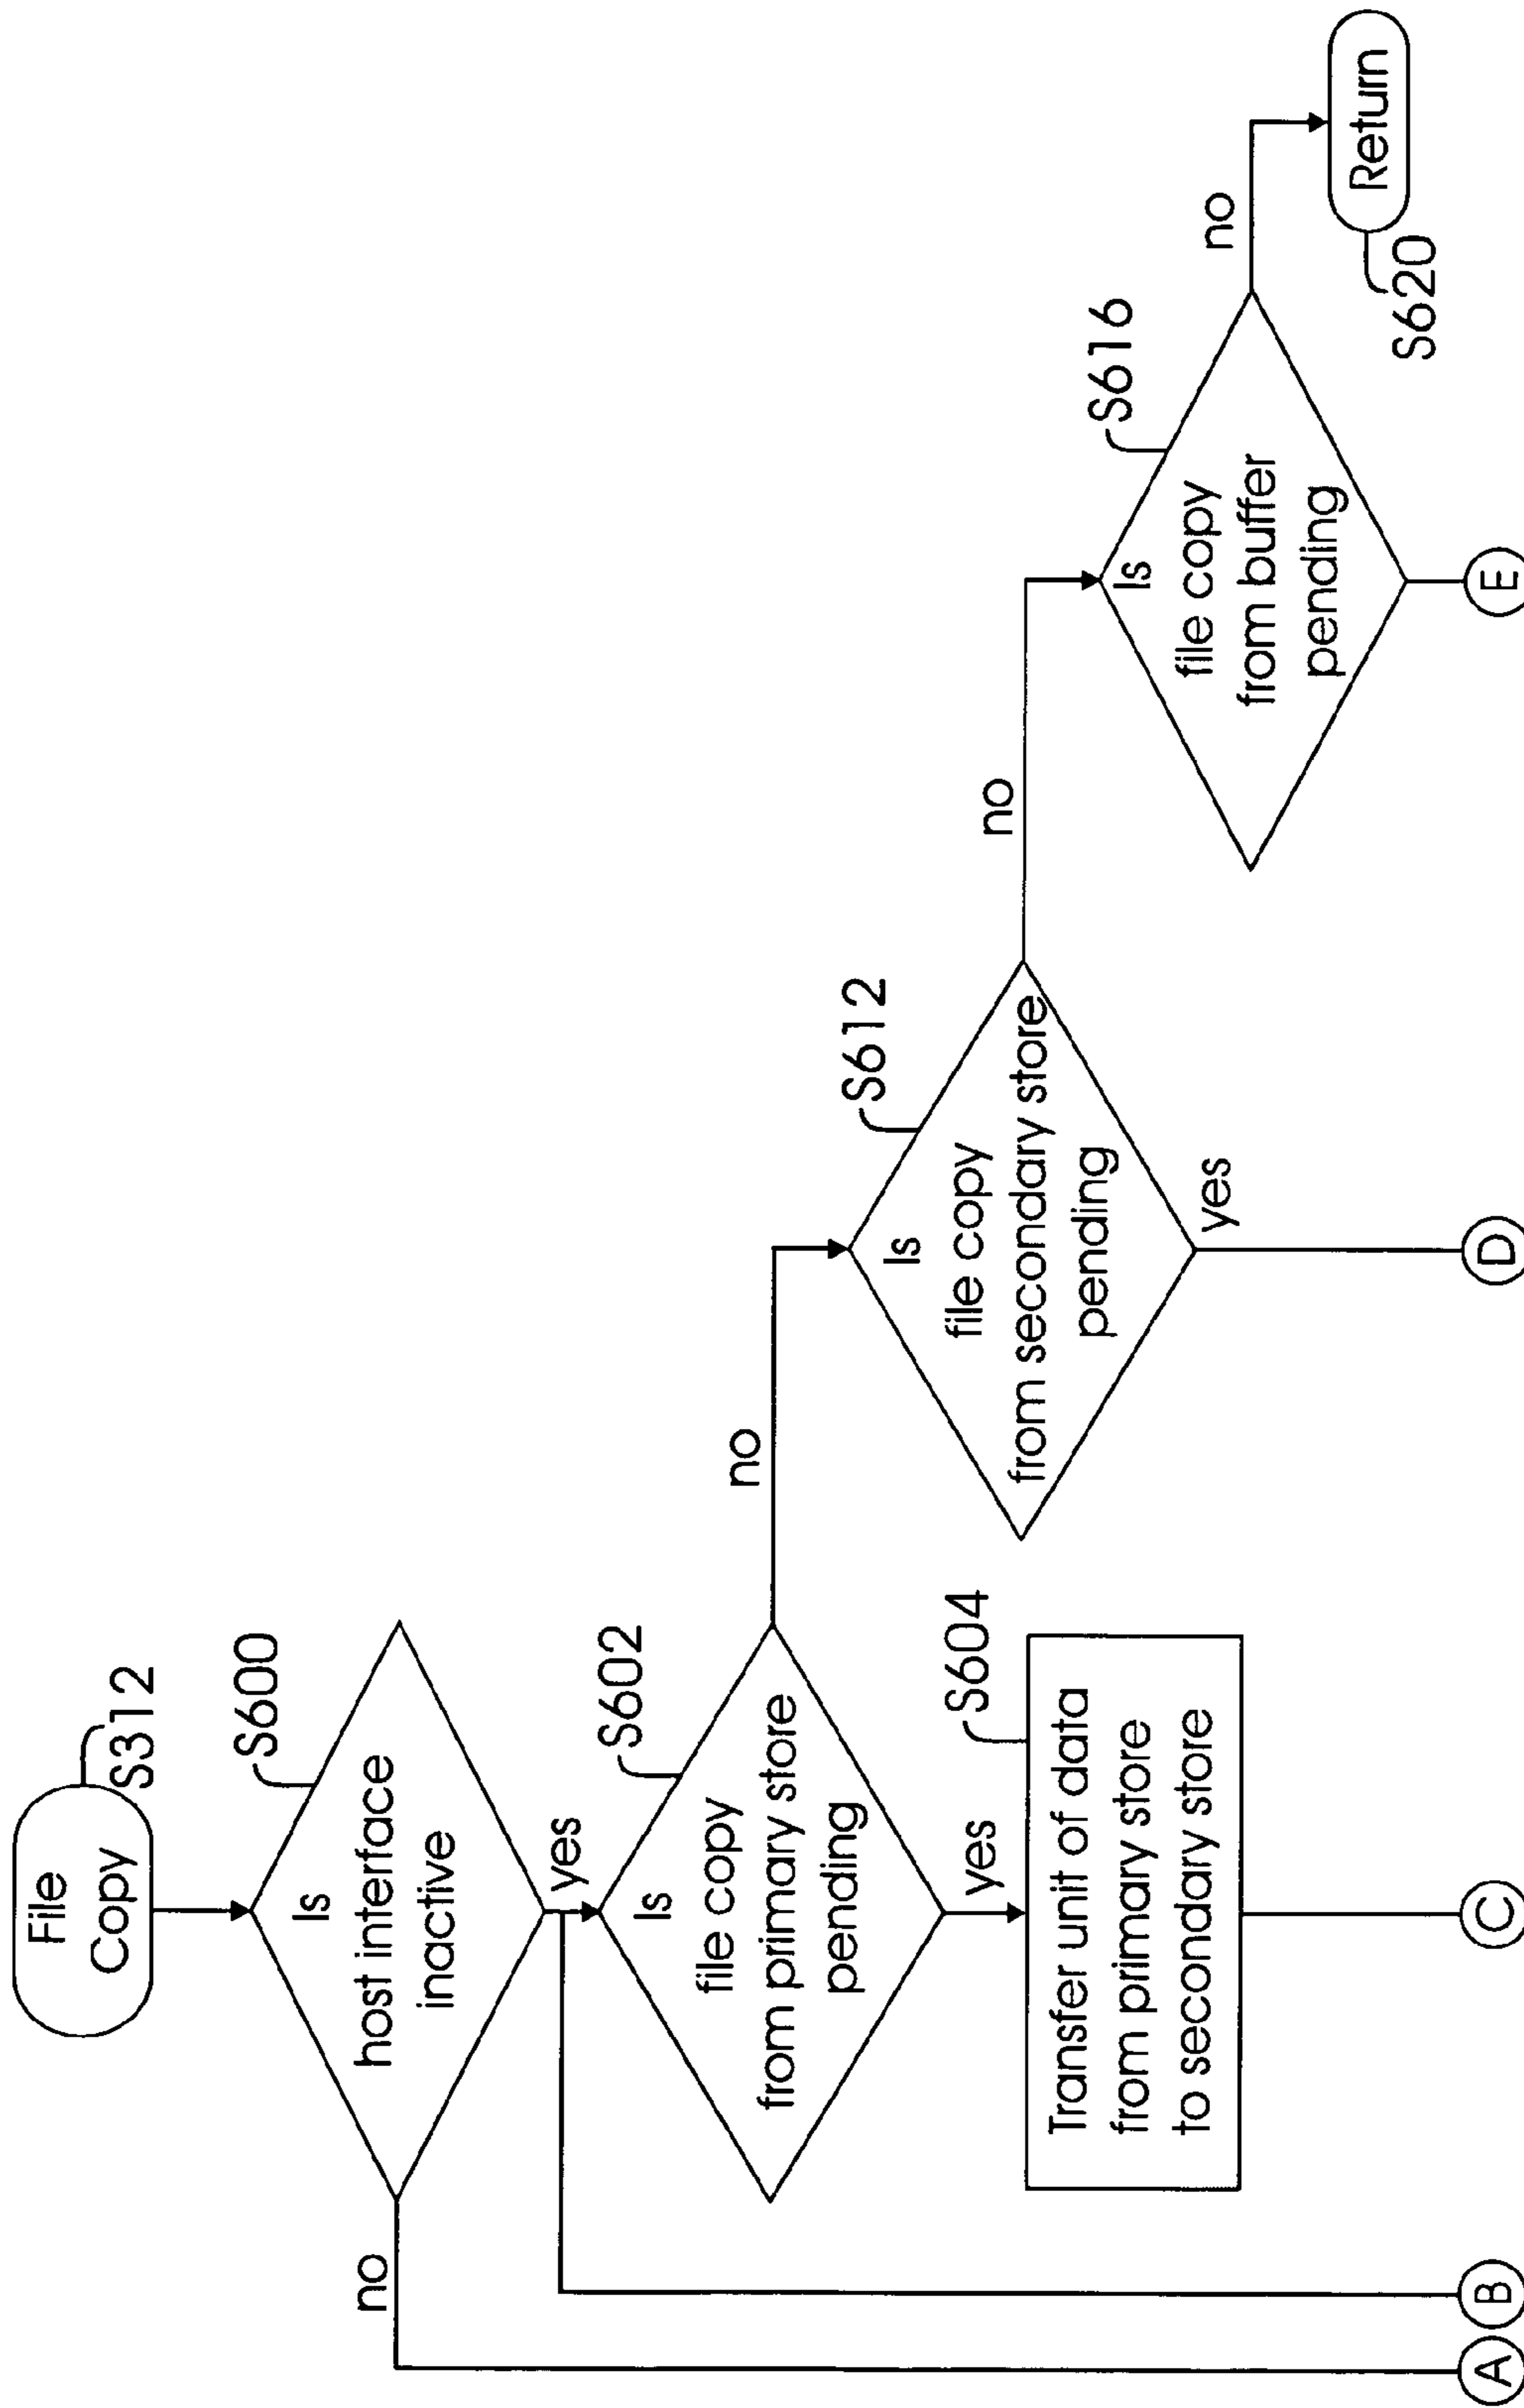 File
Copy
S312
S600
Is
host interface
inactive
no
yes
S602
Is
file copy
from primary store
pending
no
yes
S604
Transfer unit of data
from primary store
to secondary store
S612
Is
file copy
from secondary store
pending
no
yes
S616
Is
file copy
from buffer
pending
no
Return
S620
A
B
C
D
E